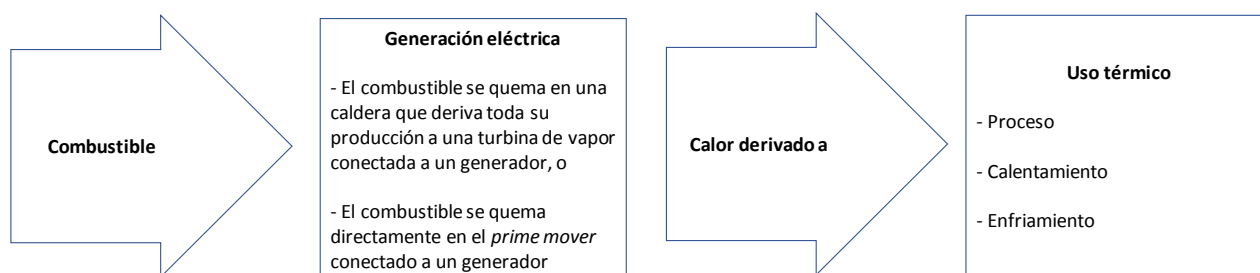 Combustible
Generación eléctrica
- El combustible se quema en una
caldera que deriva toda su
producción a una turbina de vapor
conectada a un generador, o
- El combustible se quema
directamente en el prime mover
conectado a un generador
Calor derivado a
Uso térmico
- Proceso
- Calentamiento
- Enfriamiento